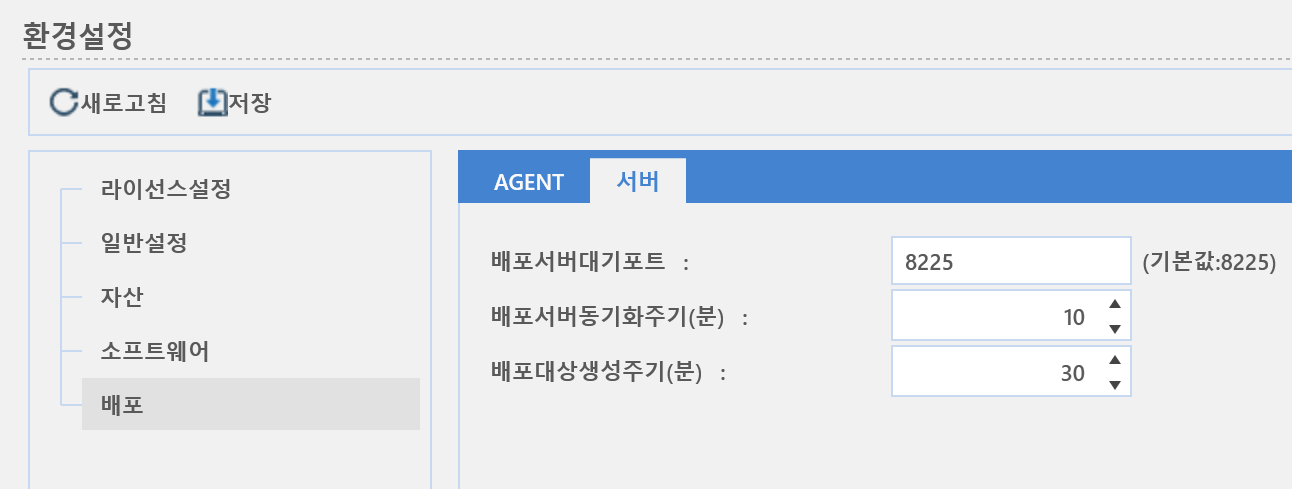 환경설정
새로고침 저장
라이선스설정
일반설정
자산
소프트웨어
배포
AGENT 서버
배포서버대기포트 : 8225 (기본값:8225)
배포서버동기화주기(분) : 10
배포대상생성주기(분) : 30